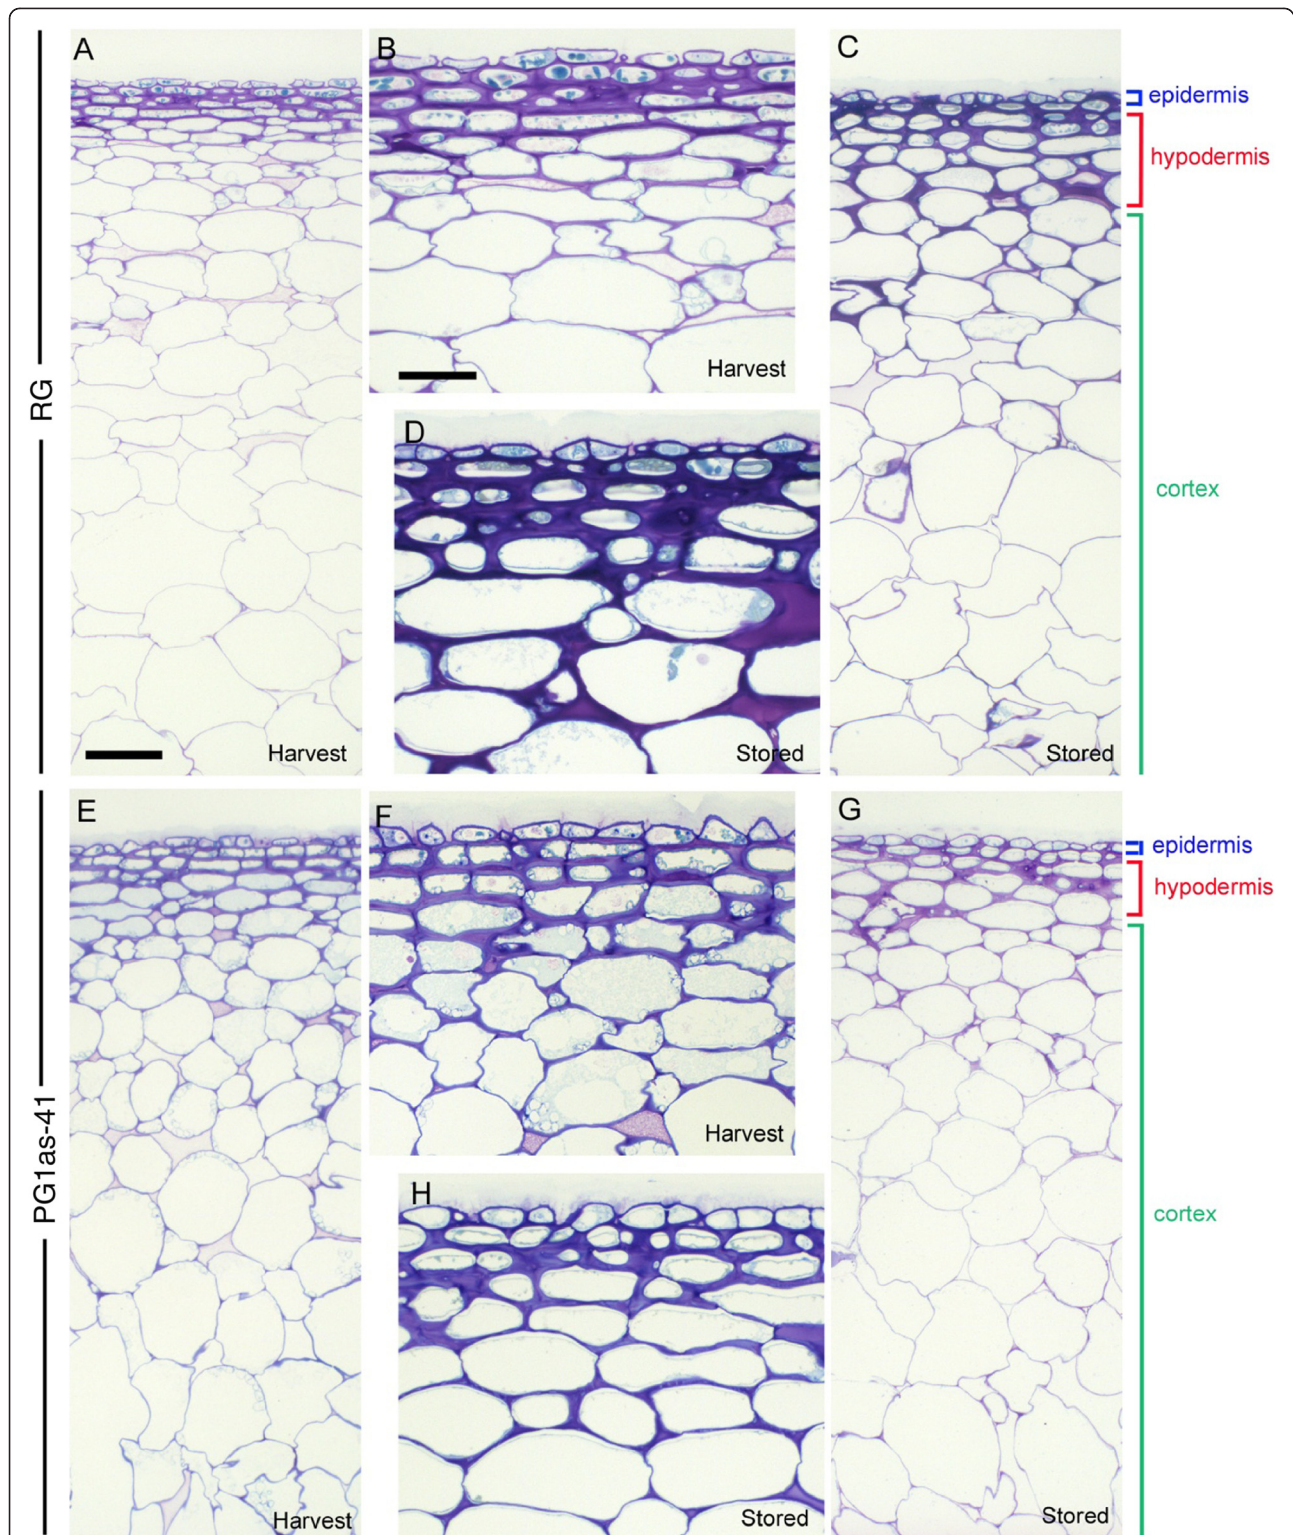 A
B
C
epidermis
hypodermis
RG
Harvest
D
cortex
Harvest
Stored
Stored
E
F
G
epidermis
hypodermis
PG1as-41
Harvest
H
cortex
Harvest
Stored
Stored